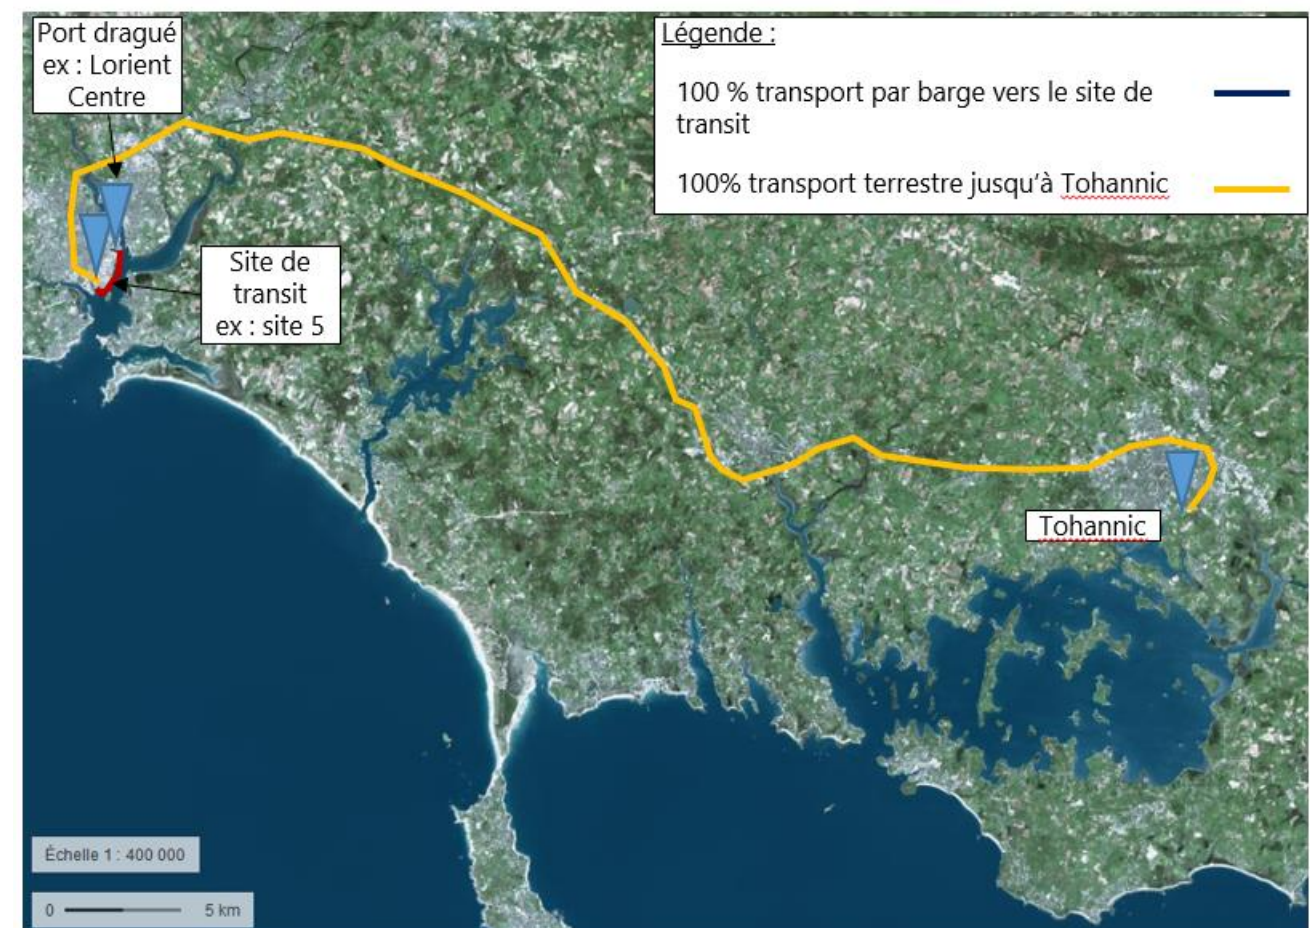 Port dragué
ex : Lorient
Centre
Légende :
100 % transport par barge vers le site de
transit
100% transport terrestre jusqu'à Tohannic
Site de
transit
ex : site 5
Tohannic
Échelle 1 : 400 000
0 5 km